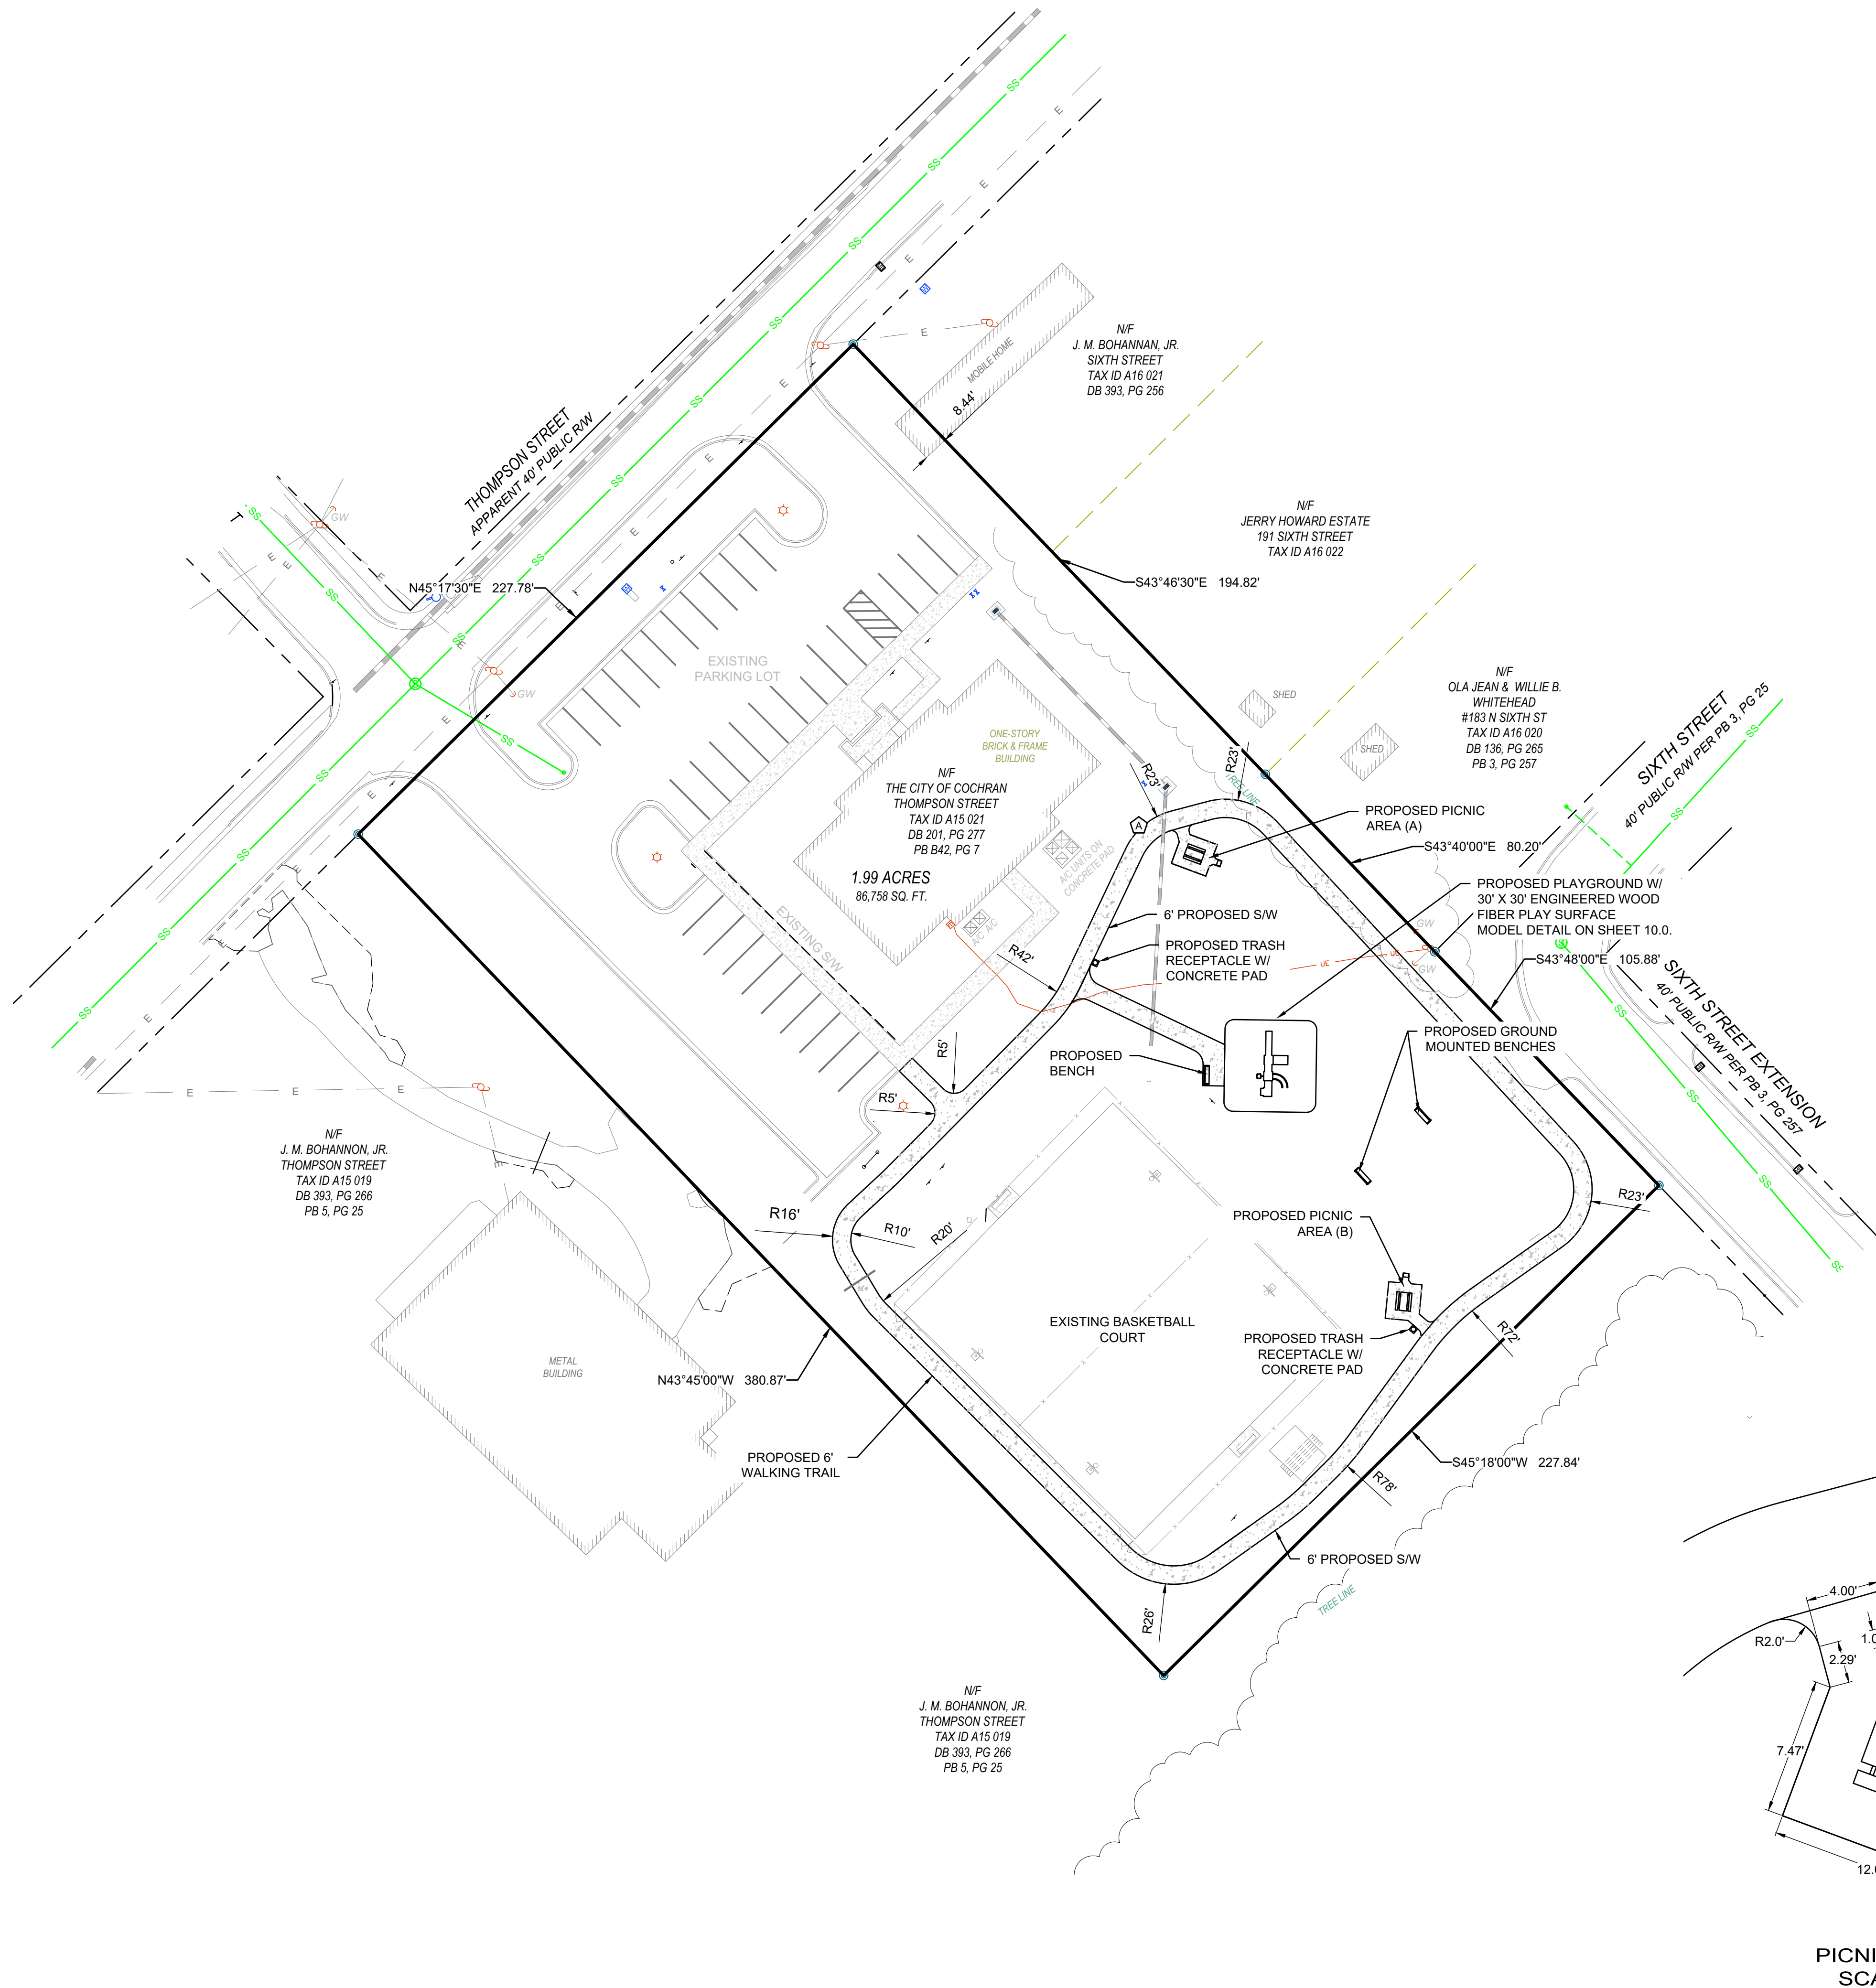 THOMPSON STREET
APPARENT 40' PUBLIC R/W
N45°17'30"E 227.78'
N/F
J. M. BOHANNAN, JR.
SIXTH STREET
TAX ID A16 021
DB 393, PG 256
MOBILE HOME
8.44'
N/F
JERRY HOWARD ESTATE
191 SIXTH STREET
TAX ID A16 022
S43°46'30"E 194.82'
GW
GW
EXISTING
PARKING LOT
SHED
SHED
N/F
OLA JEAN & WILLIE B.
WHITEHEAD
#183 N SIXTH ST
TAX ID A16 020
DB 136, PG 265
PB 3, PG 257
SIXTH STREET
40' PUBLIC R/W PER PB 3, PG 25
ONE-STORY
BRICK & FRAME
BUILDING
N/F
THE CITY OF COCHRAN
THOMPSON STREET
TAX ID A15 021
DB 201, PG 277
PB B42, PG 7
1.99 ACRES
86,758 SQ. FT.
R23'
R23'
TREE LINE
A
PROPOSED PICNIC
AREA (A)
S43°40'00"E 80.20'
A/C UNITS ON
CONCRETE PAD
A/C A/C
PROPOSED PLAYGROUND W/
30' X 30' ENGINEERED WOOD
FIBER PLAY SURFACE
MODEL DETAIL ON SHEET 10.0.
6' PROPOSED S/W
PROPOSED TRASH
RECEPTACLE W/
CONCRETE PAD
R42'
EXISTING S/W
UE
UE
GW
GW
S43°48'00"E 105.88'
SIXTH STREET EXTENSION
40' PUBLIC R/W PER PB 3, PG 257
PROPOSED GROUND
MOUNTED BENCHES
PROPOSED
BENCH
R5'
R5'
N/F
J. M. BOHANNON, JR.
THOMPSON STREET
TAX ID A15 019
DB 393, PG 266
PB 5, PG 25
R16'
R10'
R20'
R23'
PROPOSED PICNIC
AREA (B)
EXISTING BASKETBALL
COURT
PROPOSED TRASH
RECEPTACLE W/
CONCRETE PAD
R72'
METAL
BUILDING
N43°45'00"W 380.87'
PROPOSED 6'
WALKING TRAIL
S45°18'00"W 227.84'
R78'
6' PROPOSED S/W
TREE LINE
R26'
N/F
J. M. BOHANNON, JR.
THOMPSON STREET
TAX ID A15 019
DB 393, PG 266
PB 5, PG 25
4.00'
R2.0'
2.29'
7.47'